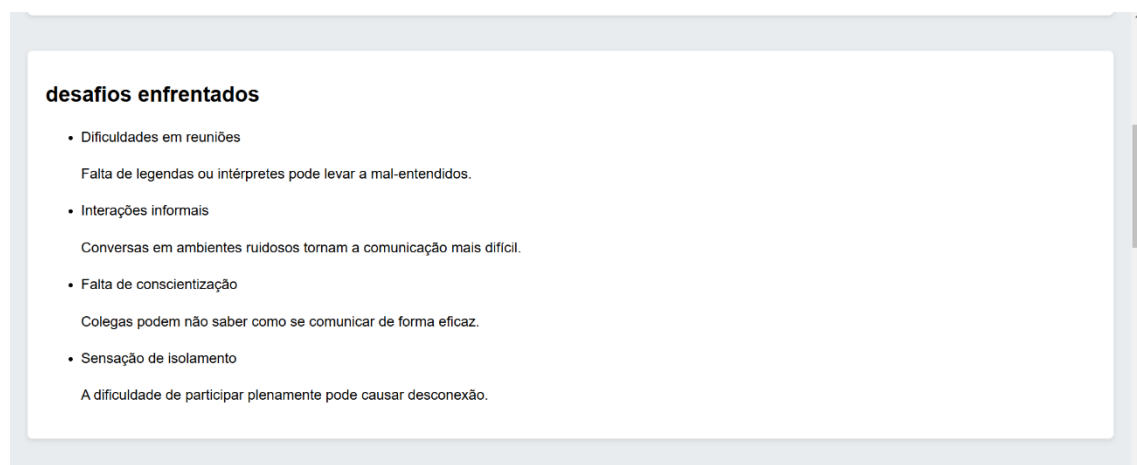 desafios enfrentados
• Dificuldades em reuniões
Falta de legendas ou intérpretes pode levar a mal-entendidos.
• Interações informais
Conversas em ambientes ruidosos tornam a comunicação mais difícil.
• Falta de conscientização
Colegas podem não saber como se comunicar de forma eficaz.
• Sensação de isolamento
A dificuldade de participar plenamente pode causar desconexão.